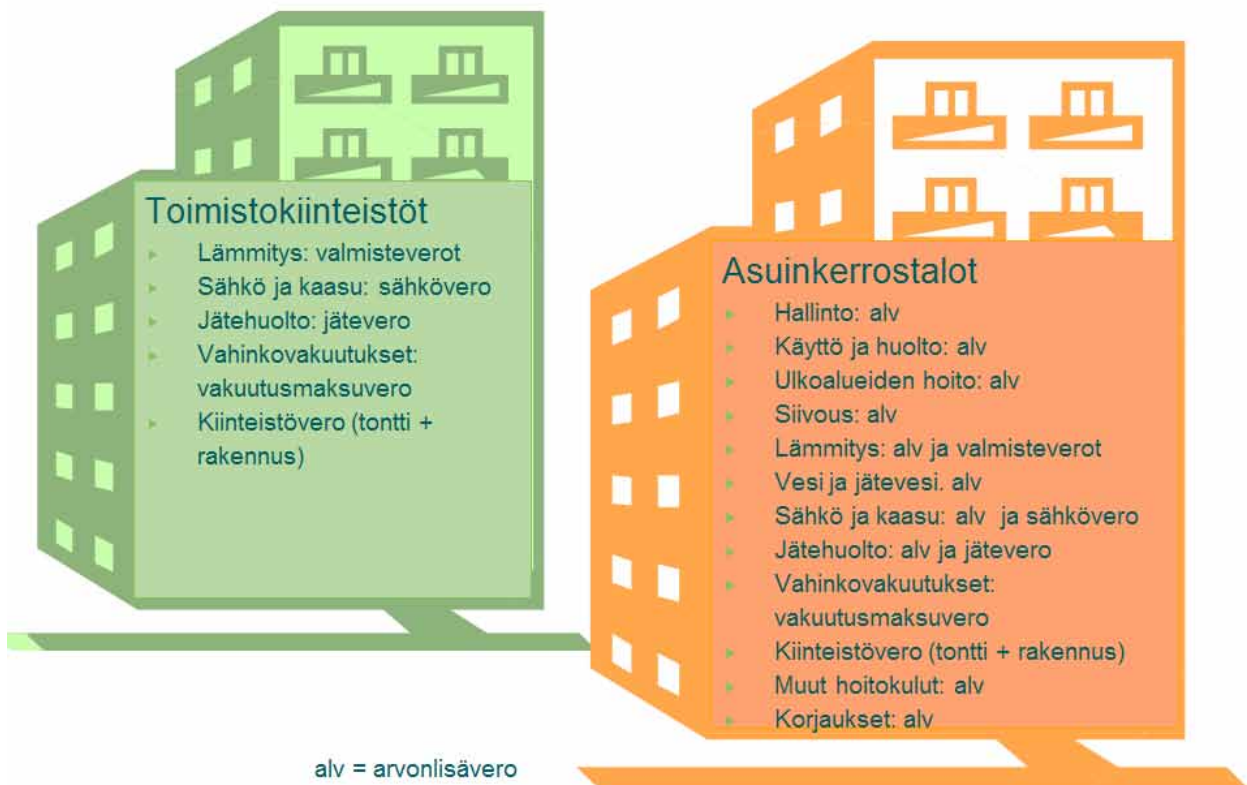 Toimistokiinteistöt
Lämmitys: valmisteverot
Sähkö ja kaasu: sähkövero
Jätehuolto: jätevero
Vahinkovakuutukset:
vakuutusmaksuvero
Kiinteistövero (tontti +
rakennus)
Asuinkerrostalot
Hallinto: alv
Käyttö ja huolto: alv
Ulkoalueiden hoito: alv
Siivous: alv
Lämmitys: alv ja valmisteverot
Vesi ja jätevesi. alv
Sähkö ja kaasu: alv ja sähkövero
Jätehuolto: alv ja jätevero
Vahinkovakuutukset:
vakuutusmaksuvero
Kiinteistövero (tontti + rakennus)
Muut hoitokulut: alv
Korjaukset: alv
alv = arvonlisävero